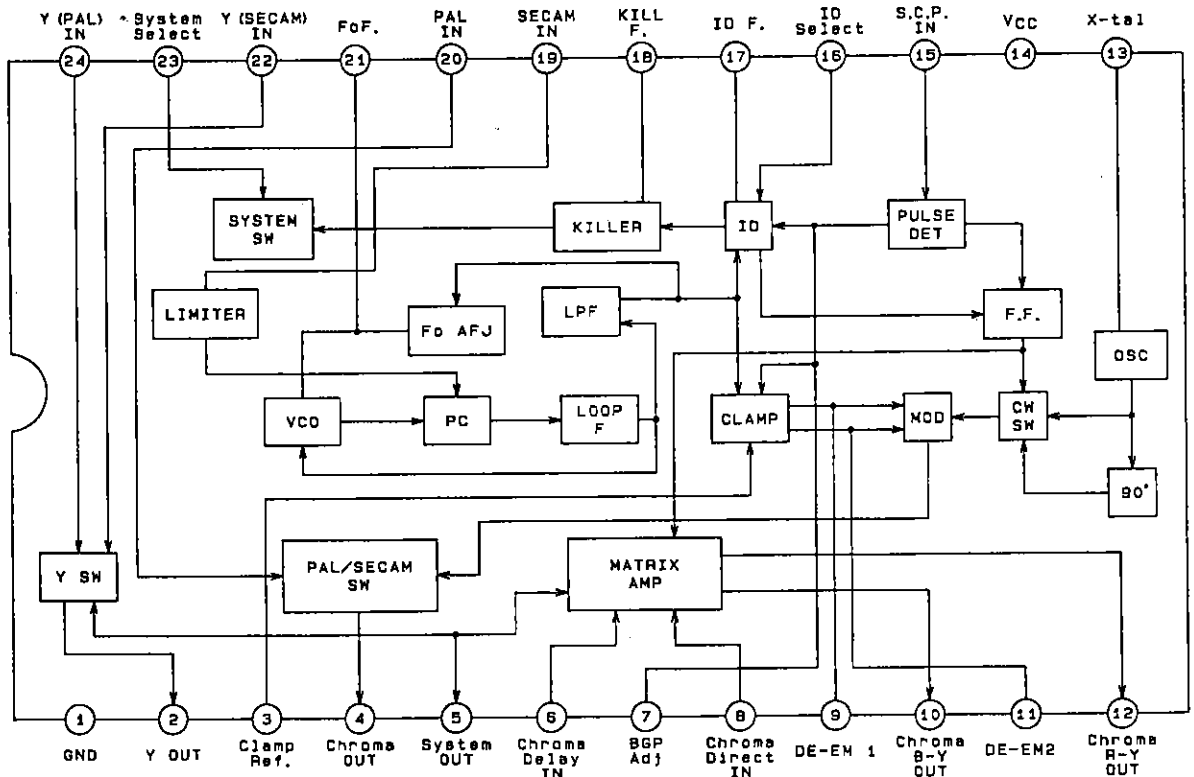 Y (PAL) IN
* System Select
Y (SECAM) IN
FoF.
PAL IN
SECAM IN
KILL F.
ID F.
ID Select
S.C.P. IN
VCC
X-tal
24
23
22
21
20
19
18
17
16
15
14
13
SYSTEM SW
KILLER
ID
PULSE DET
LIMITER
Fo AFJ
LPF
F.F.
OSC
VCO
PC
LOOP F
CLAMP
MOD
CW SW
90°
Y SW
PAL/SECAM SW
MATRIX AMP
1
2
3
4
5
6
7
8
9
10
11
12
GND
Y OUT
Clamp Ref.
Chroma OUT
System OUT
Chroma Delay IN
BGP Adj
Chroma Direct IN
DE-EM 1
Chroma B-Y OUT
DE-EM2
Chroma R-Y OUT